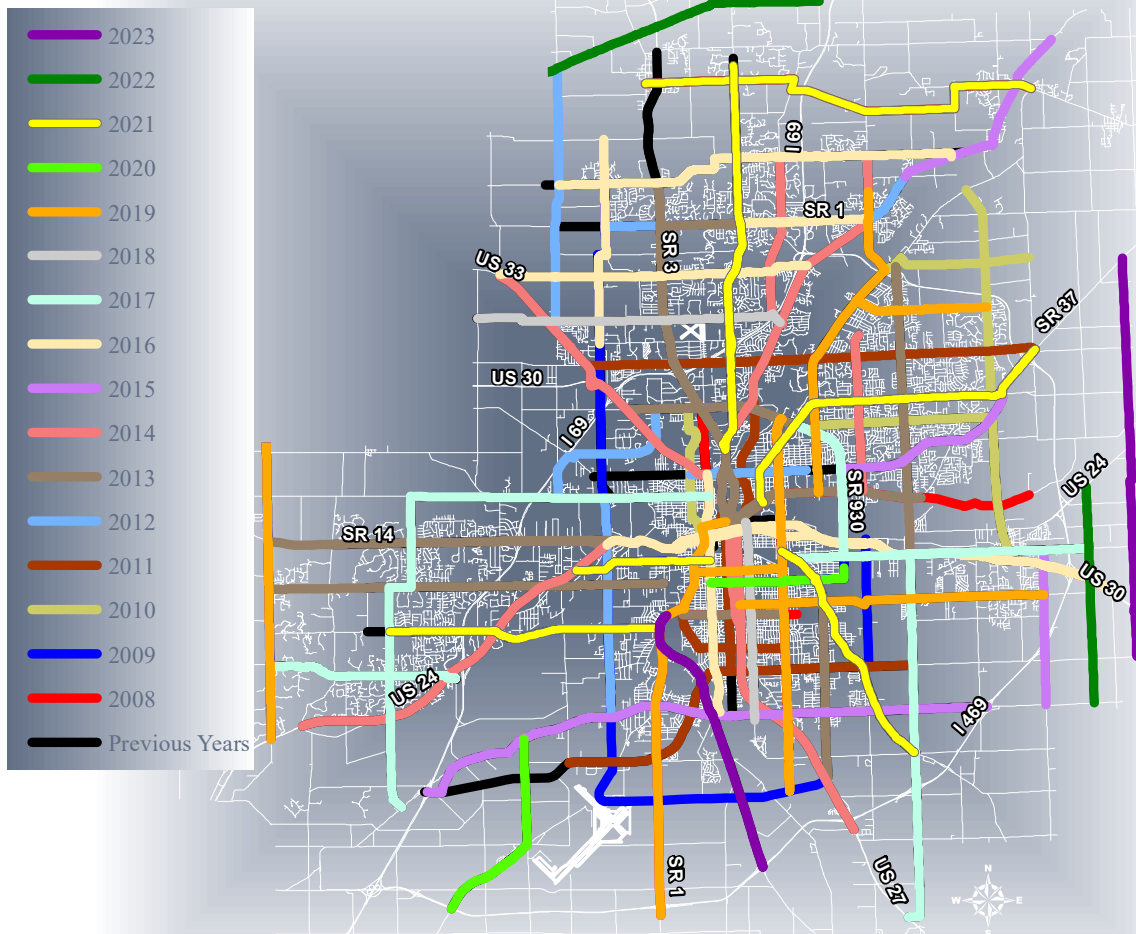 2023
2022
2021
2020
2019
2018
2017
2016
2015
2014
2013
2012
2011
2010
2009
2008
Previous Years
I 69
SR 1
SR 3
US 33
SR 37
US 30
I 69
US 24
SR 930
SR 14
US 30
US 24
I 469
SR 1
US 27
N
W
E
S